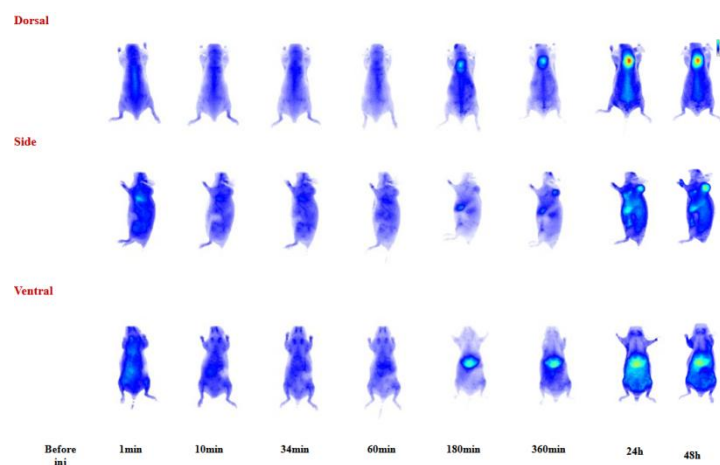 Dorsal
Side
Ventral
Before 1min 10min 34min 60min 180min 360min 24h 48h
inj